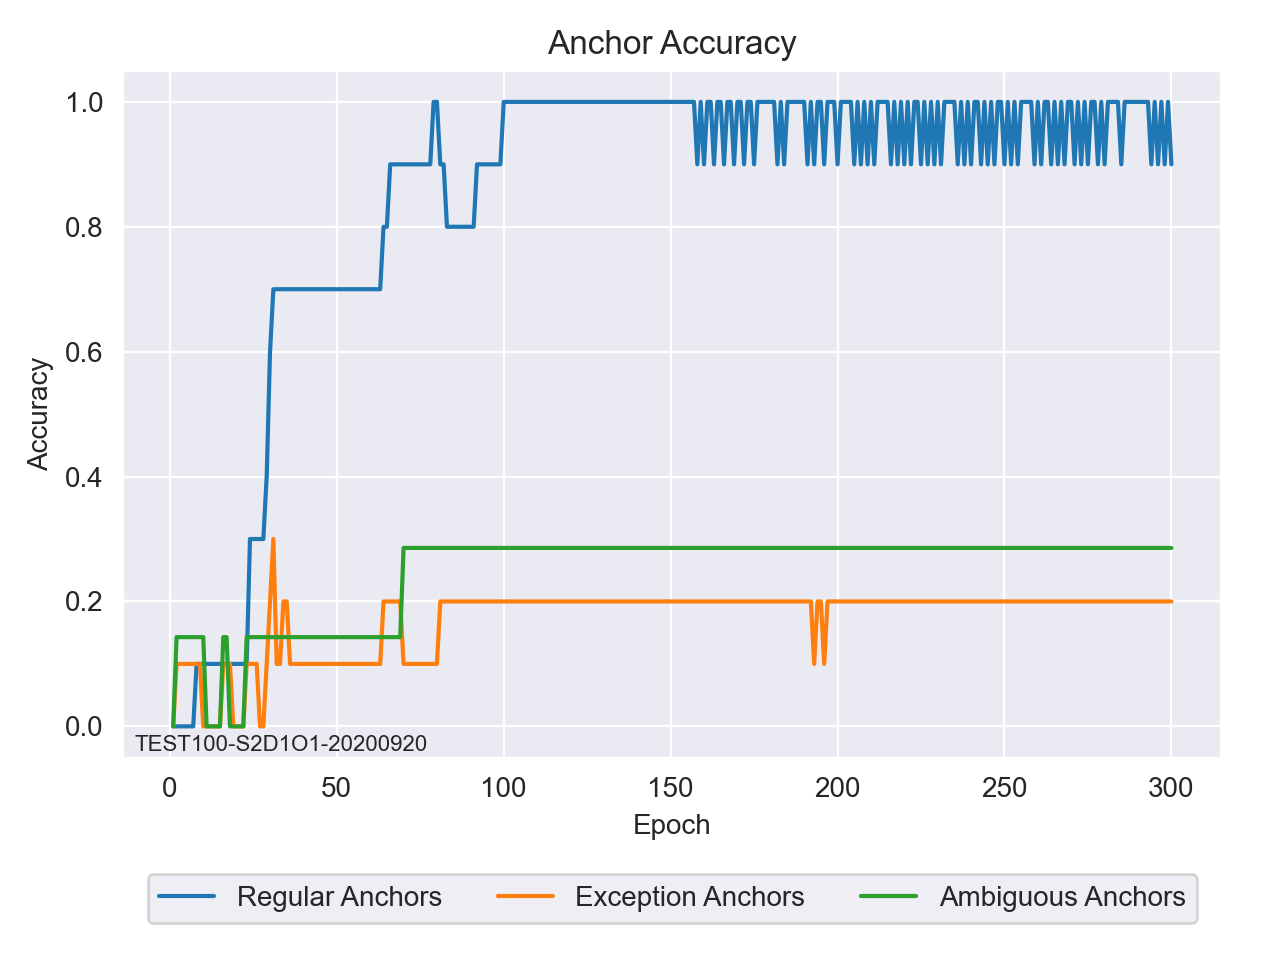 Anchor Accuracy
1.0
0.8
0.6
0.4
0.2
0.0
Accuracy
TEST100-S2D1O1-20200920
0 50 100 150 200 250 300
Epoch
Regular Anchors Exception Anchors Ambiguous Anchors